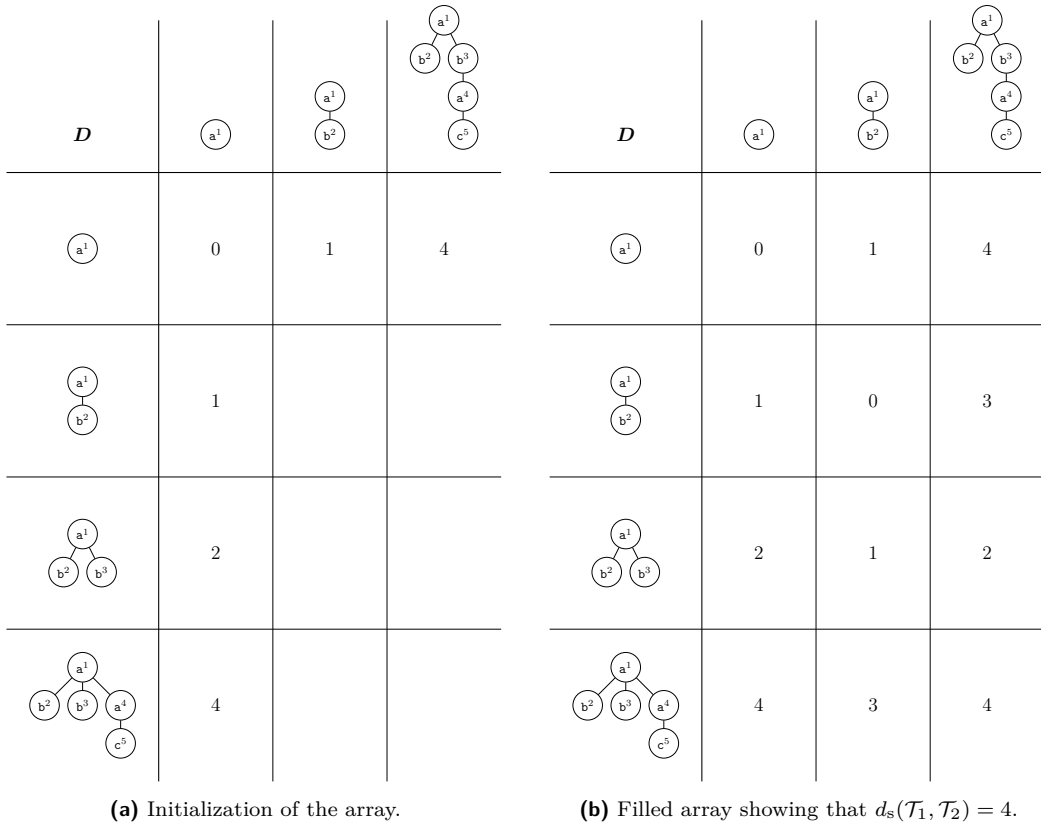 a¹ a¹
b² b³ b² b³
a¹ a⁴ a¹ a⁴
D a¹ b² c⁵ D a¹ b² c⁵
a¹ 0 1 4 a¹ 0 1 4
a¹ a¹
1 1 0 3
b² b²
a¹ a¹
2 2 1 2
b² b³ b² b³
a¹ a¹
b² b³ a⁴ 4 b² b³ a⁴ 4 3 4
c⁵ c⁵
(a) Initialization of the array. (b) Filled array showing that dₛ(𝒯₁, 𝒯₂) = 4.